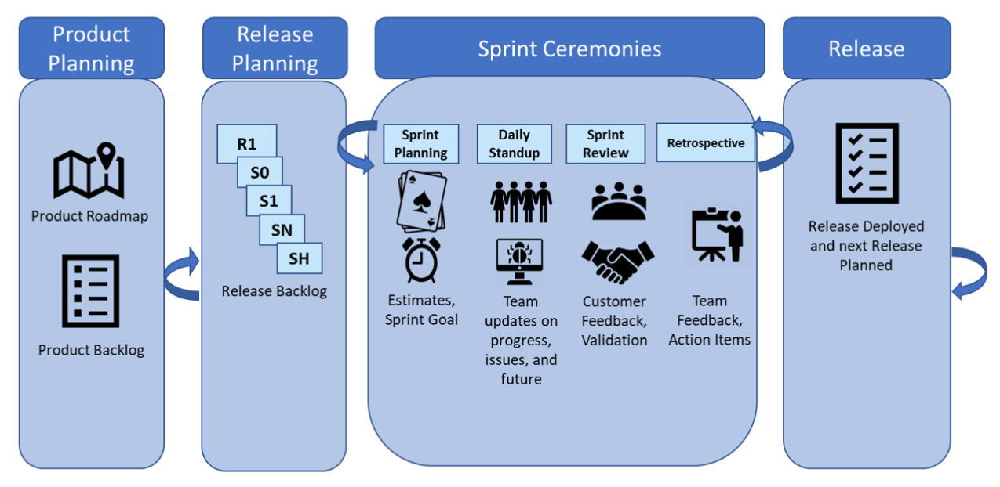 Product
Planning
Product Roadmap
Product Backlog
Release
Planning
R1
S0
S1
SN
SH
Release Backlog
Sprint Ceremonies
Sprint
Planning
Estimates,
Sprint Goal
Daily
Standup
Team
updates on
progress,
issues, and
future
Sprint
Review
Customer
Feedback,
Validation
Retrospective
Team
Feedback,
Action Items
Release
Release Deployed
and next Release
Planned